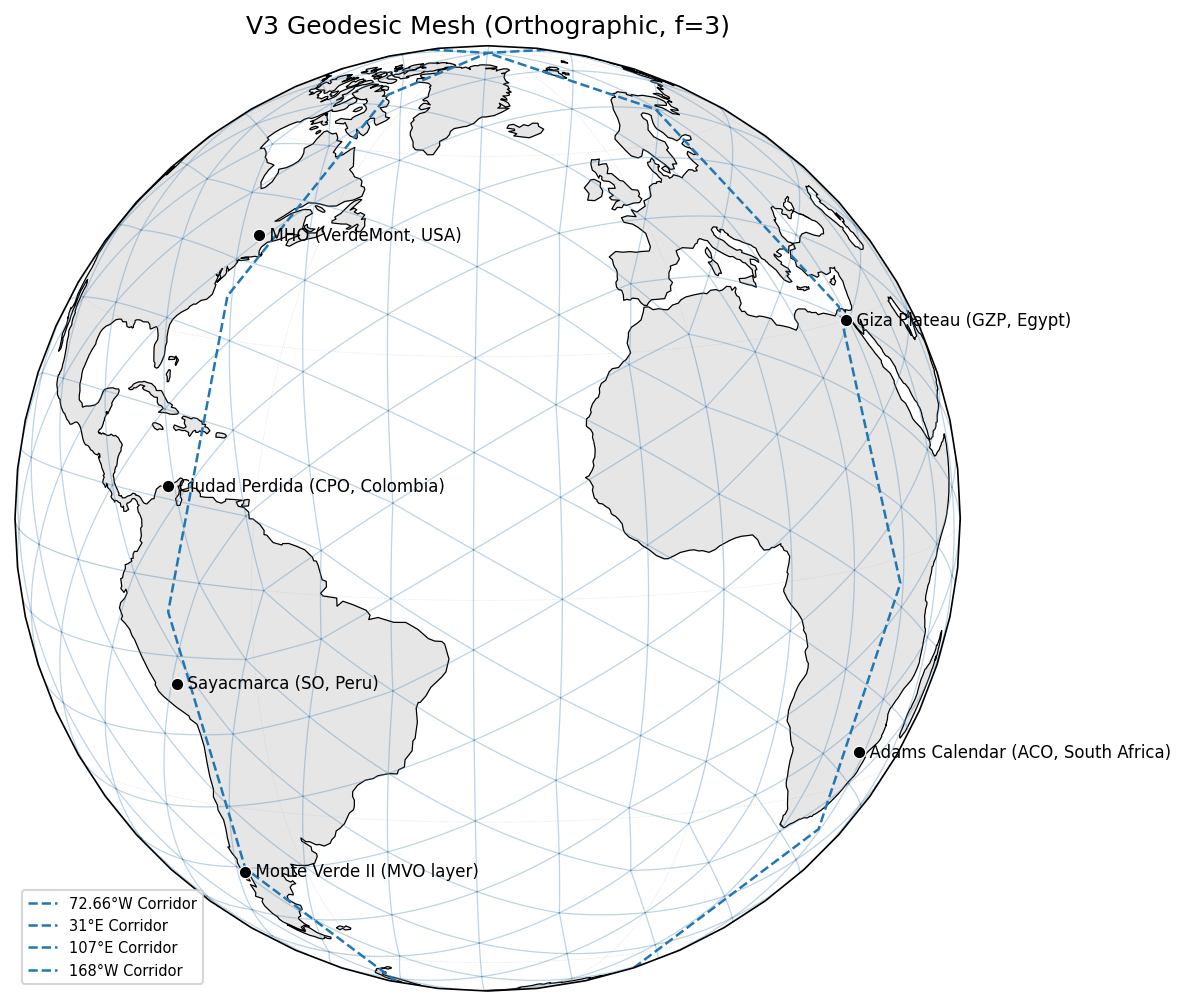 V3 Geodesic Mesh (Orthographic, f=3)
MHO (VerdeMont, USA)
Giza Plateau (GZP, Egypt)
Ciudad Perdida (CPO, Colombia)
Sayacmarca (SO, Peru)
Adams Calendar (ACO, South Africa)
Monte Verde II (MVO layer)
72.66°W Corridor
31°E Corridor
107°E Corridor
168°W Corridor